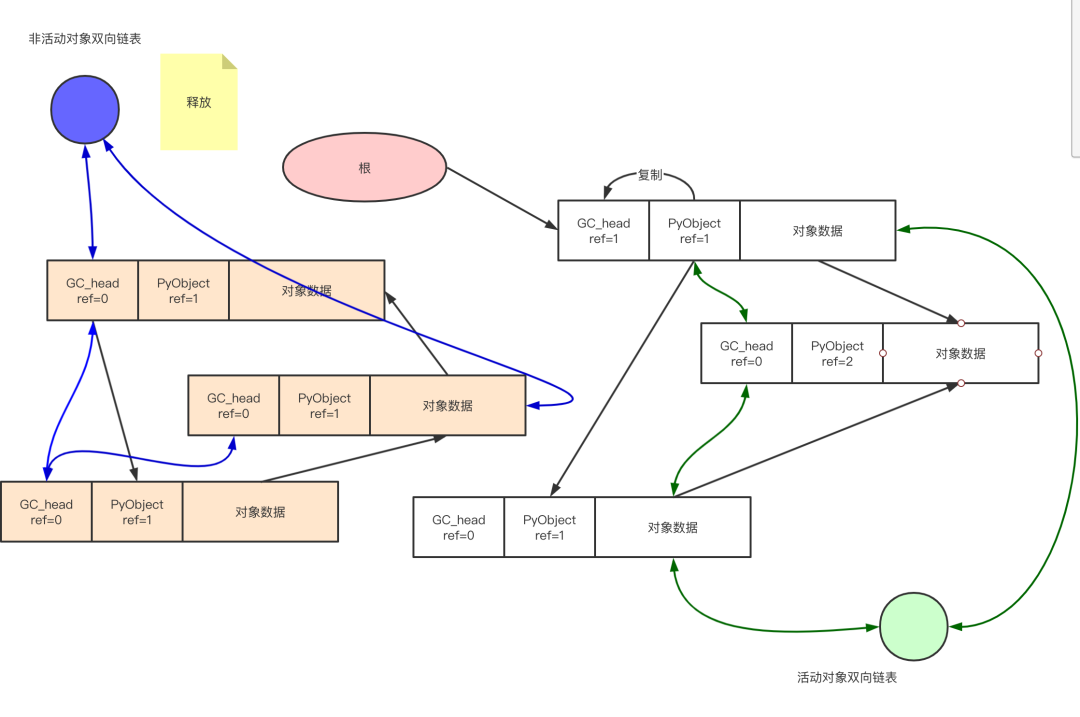 非活动对象双向链表
释放
根
复制
GC_head
ref=1
PyObject
ref=1
对象数据
GC_head
ref=0
PyObject
ref=1
对象数据
GC_head
ref=0
PyObject
ref=2
对象数据
GC_head
ref=0
PyObject
ref=1
对象数据
GC_head
ref=0
PyObject
ref=1
对象数据
GC_head
ref=0
PyObject
ref=1
对象数据
活动对象双向链表